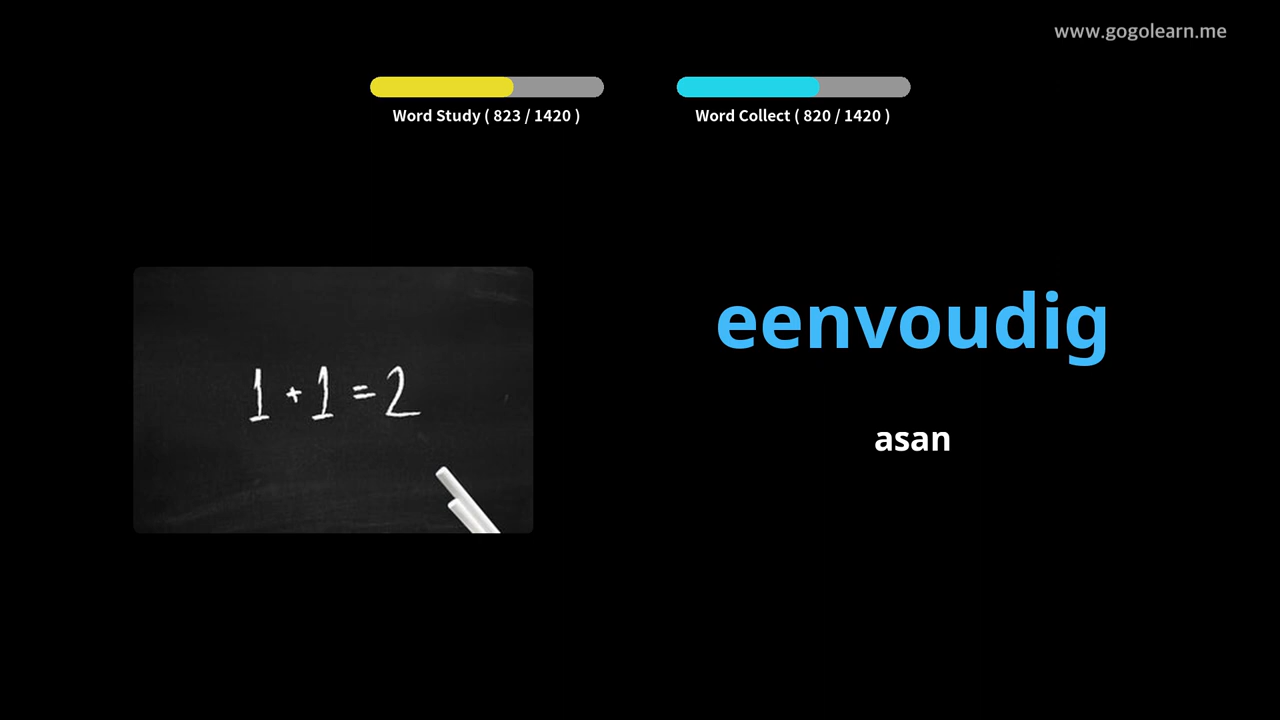 www.gogolearn.me
Word Study ( 823 / 1420 )
Word Collect ( 820 / 1420 )
1 + 1 = 2
eenvoudig
asan